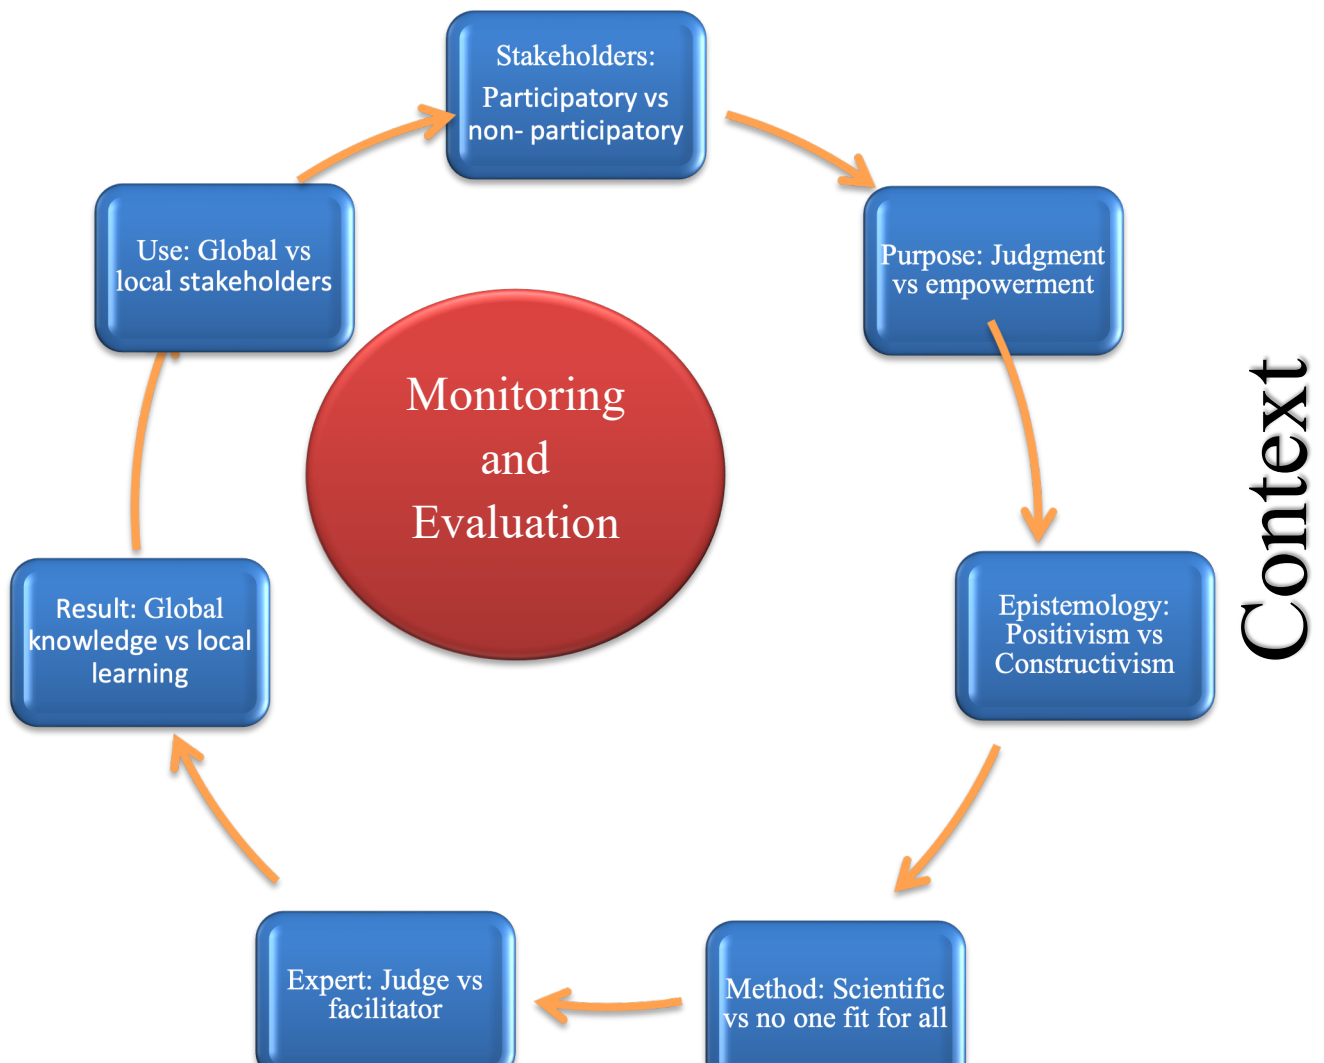 Stakeholders:
Participatory vs
non- participatory
Purpose: Judgment
vs empowerment
Epistemology:
Positivism vs
Constructivism
Method: Scientific
vs no one fit for all
Expert: Judge vs
facilitator
Result: Global
knowledge vs local
learning
Use: Global vs
local stakeholders
Monitoring
and
Evaluation
Context